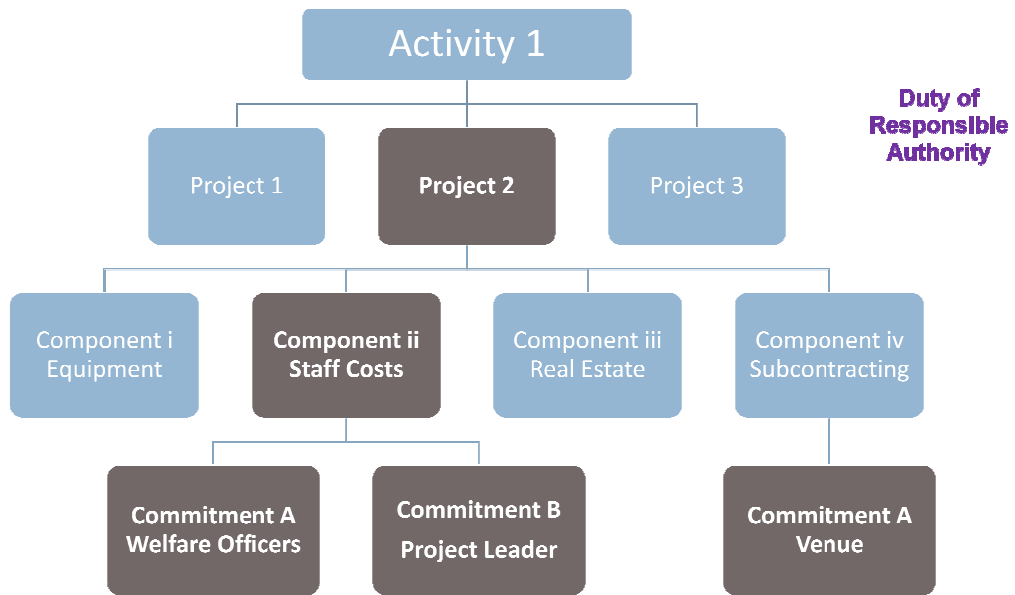 Activity 1
Duty of
Responsible
Authority
Project 1
Project 2
Project 3
Component i
Equipment
Component ii
Staff Costs
Component iii
Real Estate
Component iv
Subcontracting
Commitment A
Welfare Officers
Commitment B
Project Leader
Commitment A
Venue